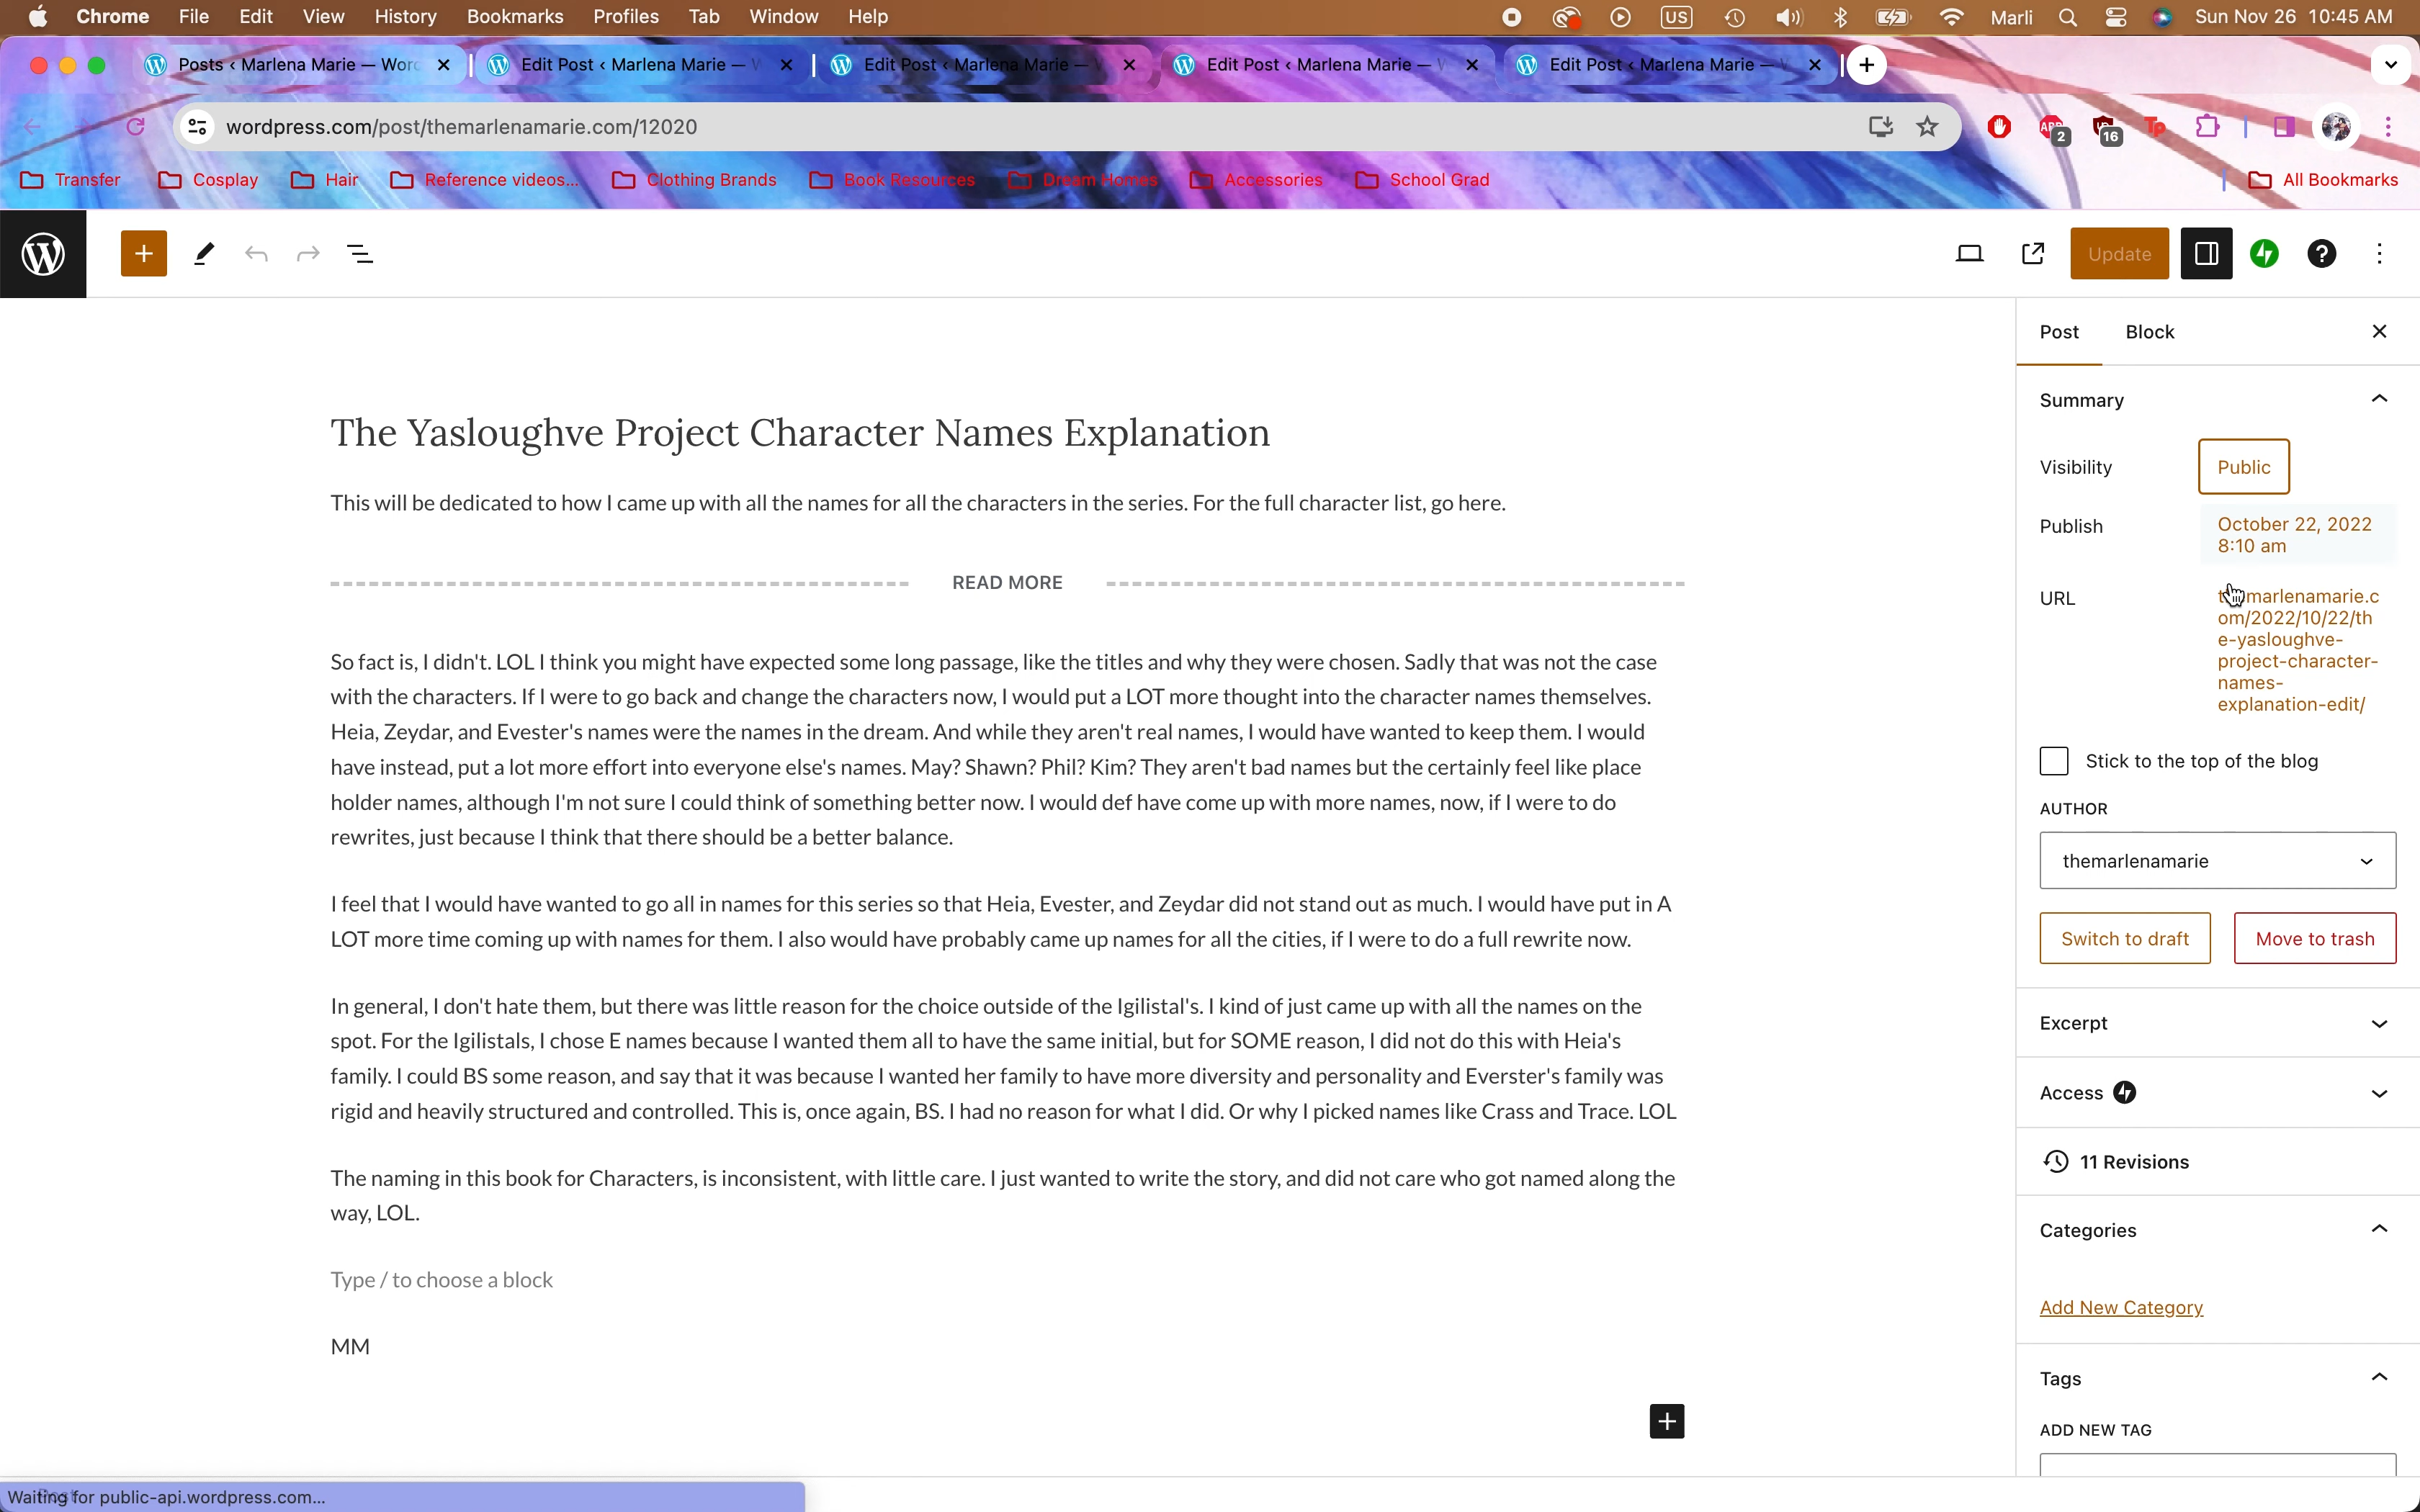 Chrome File Edit View History Bookmarks Profiles Tab Window Help US Marli Sun Nov 26 10:45 AM
Posts < Marlena Marie — Worc Edit Post < Marlena Marie — Edit Post < Marlena Marie — Edit Post < Marlena Marie — Edit Post < Marlena Marie —
wordpress.com/post/themarlenamarie.com/12020 ABP 2 16 Tp
Transfer Cosplay Hair Reference videos... Clothing Brands Book Resources Dream Homes Accessories School Grad All Bookmarks
Update
Post Block
The Yasloughve Project Character Names Explanation
This will be dedicated to how I came up with all the names for all the characters in the series. For the full character list, go here.
READ MORE
So fact is, I didn't. LOL I think you might have expected some long passage, like the titles and why they were chosen. Sadly that was not the case
with the characters. If I were to go back and change the characters now, I would put a LOT more thought into the character names themselves.
Heia, Zeydar, and Evester's names were the names in the dream. And while they aren't real names, I would have wanted to keep them. I would
have instead, put a lot more effort into everyone else's names. May? Shawn? Phil? Kim? They aren't bad names but the certainly feel like place
holder names, although I'm not sure I could think of something better now. I would def have come up with more names, now, if I were to do
rewrites, just because I think that there should be a better balance.
I feel that I would have wanted to go all in names for this series so that Heia, Evester, and Zeydar did not stand out as much. I would have put in A
LOT more time coming up with names for them. I also would have probably came up names for all the cities, if I were to do a full rewrite now.
In general, I don't hate them, but there was little reason for the choice outside of the Igilistal's. I kind of just came up with all the names on the
spot. For the Igilistals, I chose E names because I wanted them all to have the same initial, but for SOME reason, I did not do this with Heia's
family. I could BS some reason, and say that it was because I wanted her family to have more diversity and personality and Everster's family was
rigid and heavily structured and controlled. This is, once again, BS. I had no reason for what I did. Or why I picked names like Crass and Trace. LOL
The naming in this book for Characters, is inconsistent, with little care. I just wanted to write the story, and did not care who got named along the
way, LOL.
Type / to choose a block
MM
Summary
Visibility Public
Publish October 22, 2022
8:10 am
URL themarlenamarie.c
om/2022/10/22/th
e-yasloughve-
project-character-
names-
explanation-edit/
Stick to the top of the blog
AUTHOR
themarlenamarie
Switch to draft Move to trash
Excerpt
Access
11 Revisions
Categories
Add New Category
Tags
ADD NEW TAG
Waiting for public-api.wordpress.com...